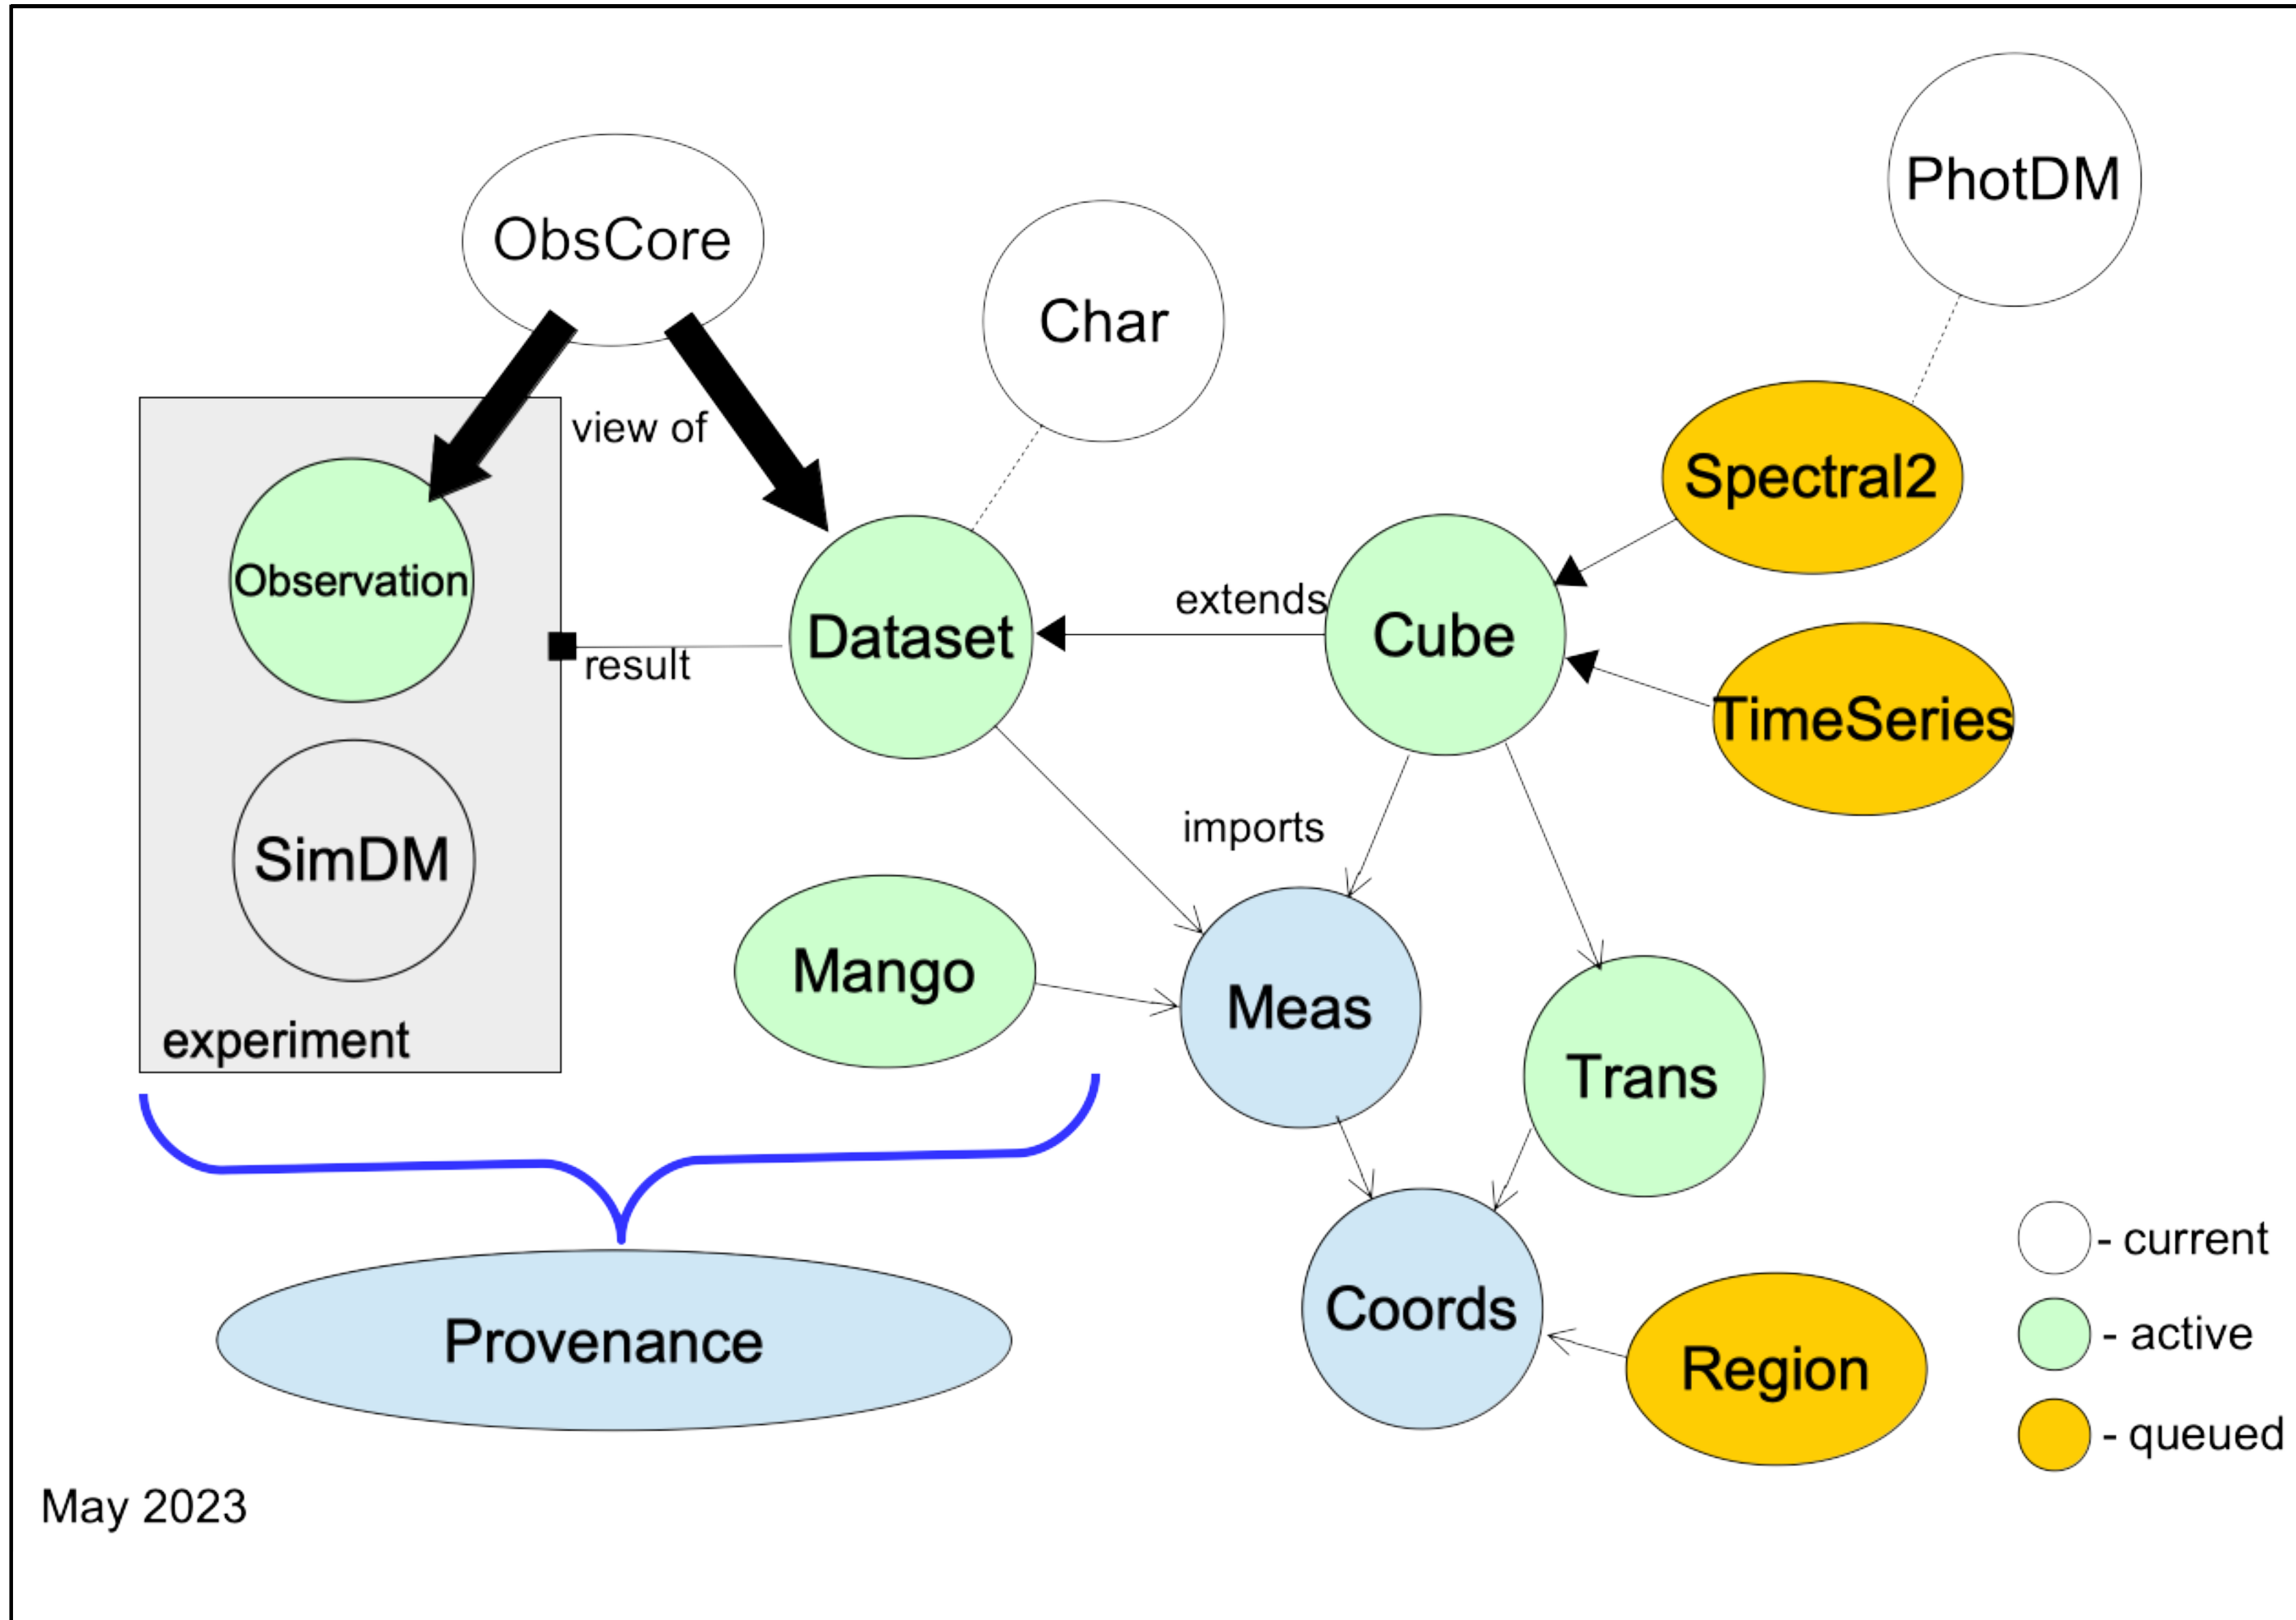 PhotDM
ObsCore
Char
view of
Spectral2
Observation
extends
Dataset
Cube
result
TimeSeries
imports
SimDM
Mango
Meas
experiment
Trans
Provenance
Coords
Region
- current
- active
- queued
May 2023